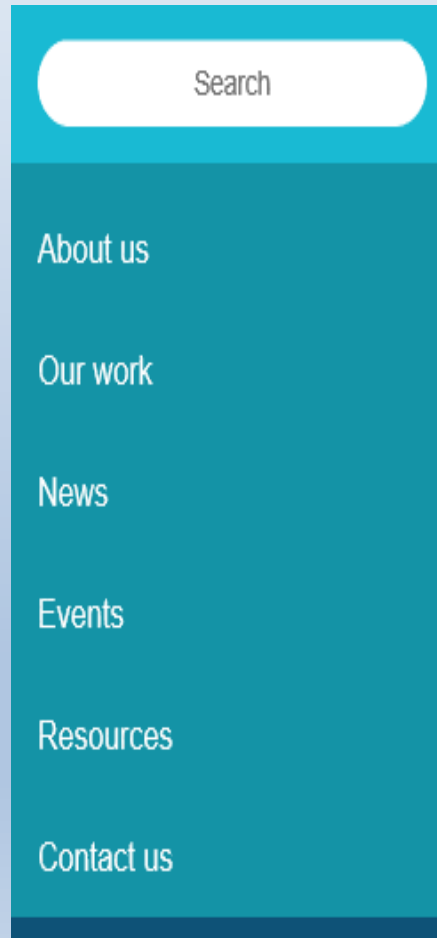 Search
About us
Our work
News
Events
Resources
Contact us